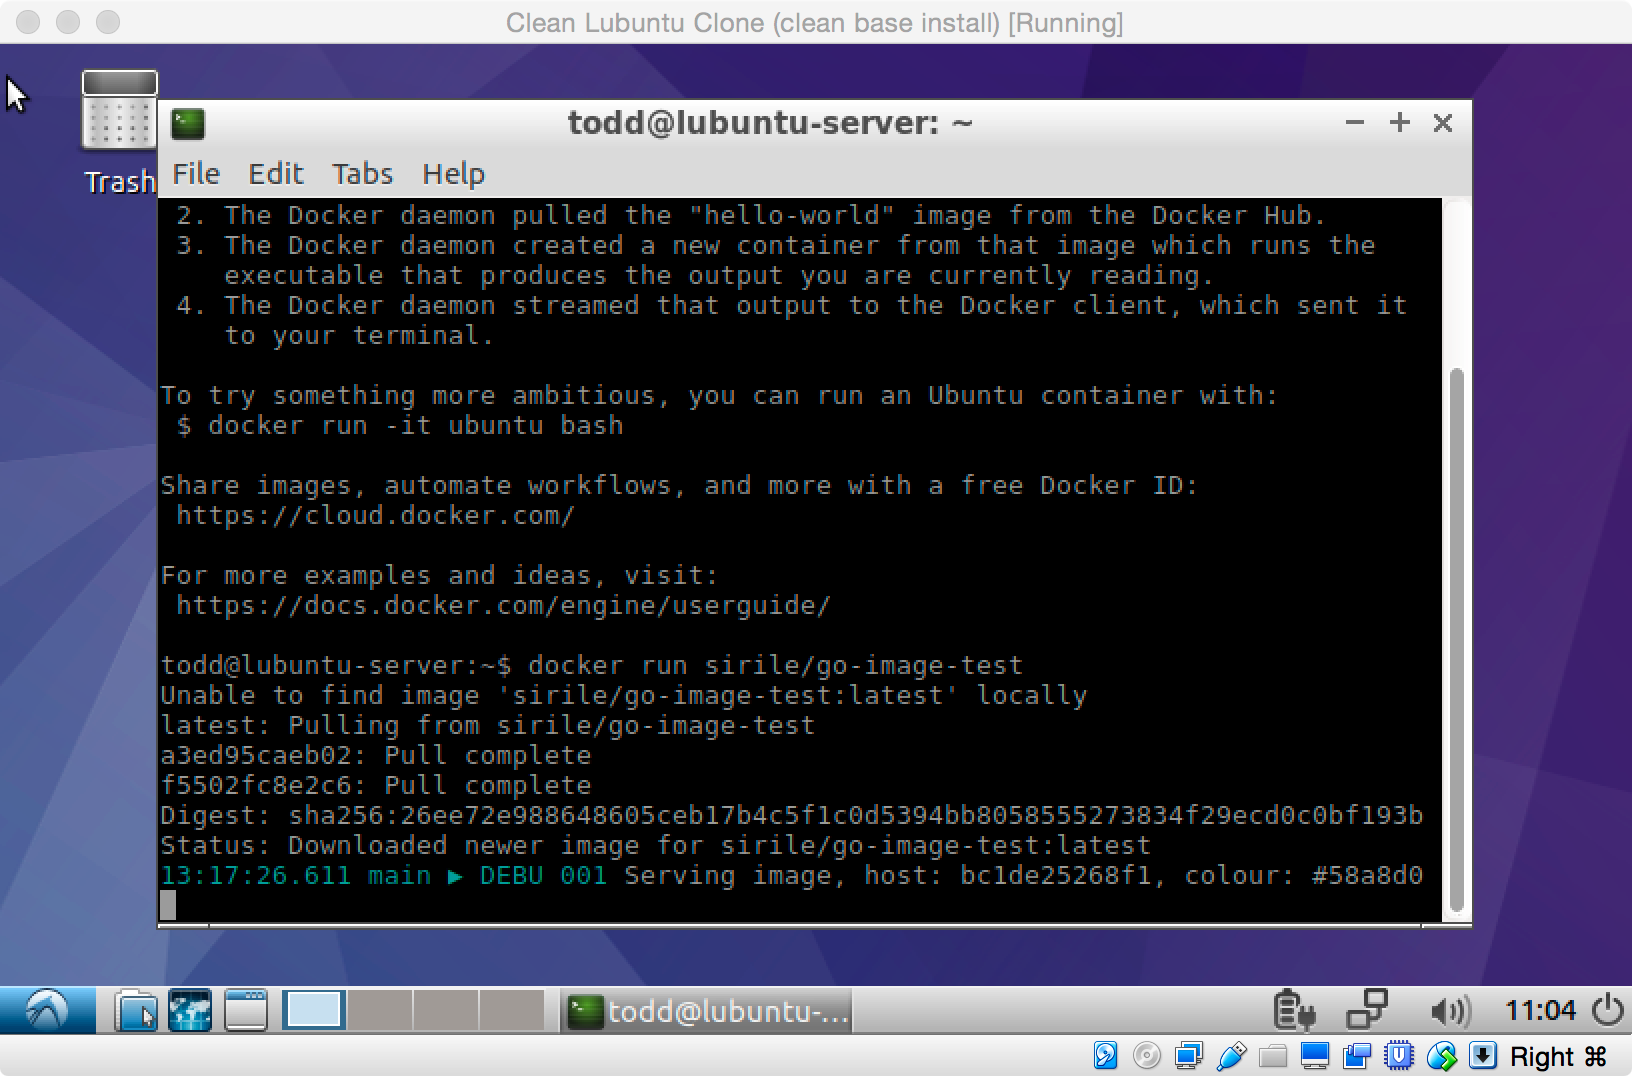 Clean Lubuntu Clone (clean base install) [Running]
Trash
todd@lubuntu-server: ~
File Edit Tabs Help
2. The Docker daemon pulled the "hello-world" image from the Docker Hub.
3. The Docker daemon created a new container from that image which runs the
executable that produces the output you are currently reading.
4. The Docker daemon streamed that output to the Docker client, which sent it
to your terminal.
To try something more ambitious, you can run an Ubuntu container with:
$ docker run -it ubuntu bash
Share images, automate workflows, and more with a free Docker ID:
https://cloud.docker.com/
For more examples and ideas, visit:
https://docs.docker.com/engine/userguide/
todd@lubuntu-server:~$ docker run sirile/go-image-test
Unable to find image 'sirile/go-image-test:latest' locally
latest: Pulling from sirile/go-image-test
a3ed95caeb02: Pull complete
f5502fc8e2c6: Pull complete
Digest: sha256:26ee72e988648605ceb17b4c5f1c0d5394bb8058555273834f29ecd0c0bf193b
Status: Downloaded newer image for sirile/go-image-test:latest
13:17:26.611 main ▶ DEBU 001 Serving image, host: bc1de25268f1, colour: #58a8d0
todd@lubuntu-...
11:04
Right ⌘